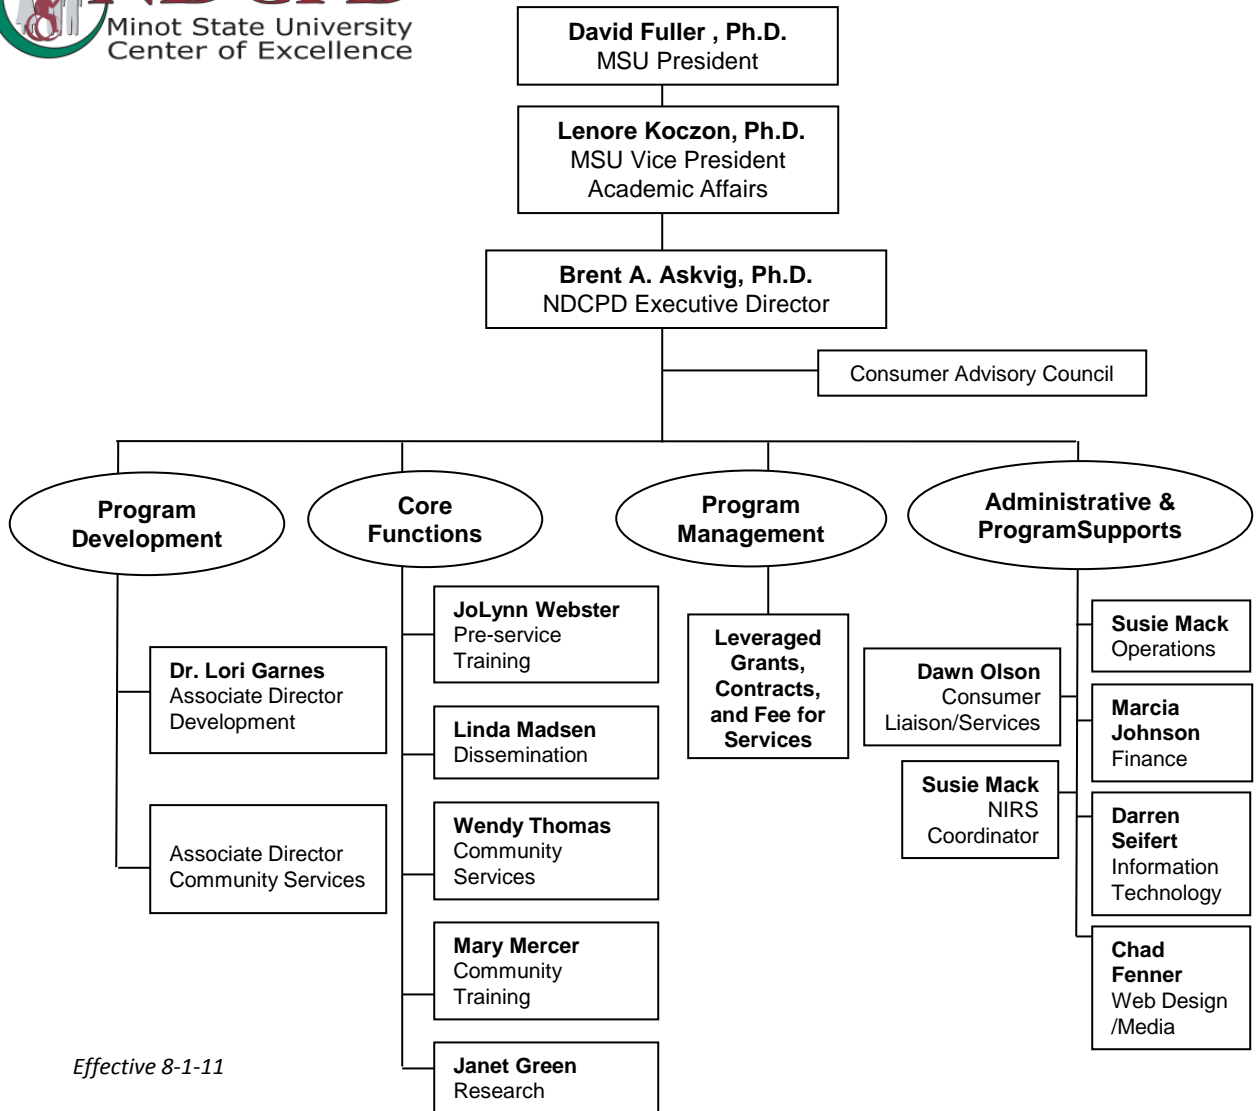 NDCPD
Minot State University
Center of Excellence
David Fuller , Ph.D.
MSU President
Lenore Koczon, Ph.D.
MSU Vice President
Academic Affairs
Brent A. Askvig, Ph.D.
NDCPD Executive Director
Consumer Advisory Council
Program
Development
Core
Functions
Program
Management
Administrative &
ProgramSupports
Dr. Lori Garnes
Associate Director
Development
Associate Director
Community Services
JoLynn Webster
Pre-service
Training
Linda Madsen
Dissemination
Wendy Thomas
Community
Services
Mary Mercer
Community
Training
Janet Green
Research
Leveraged
Grants,
Contracts,
and Fee for
Services
Dawn Olson
Consumer
Liaison/Services
Susie Mack
NIRS
Coordinator
Susie Mack
Operations
Marcia
Johnson
Finance
Darren
Seifert
Information
Technology
Chad
Fenner
Web Design
/Media
Effective 8-1-11